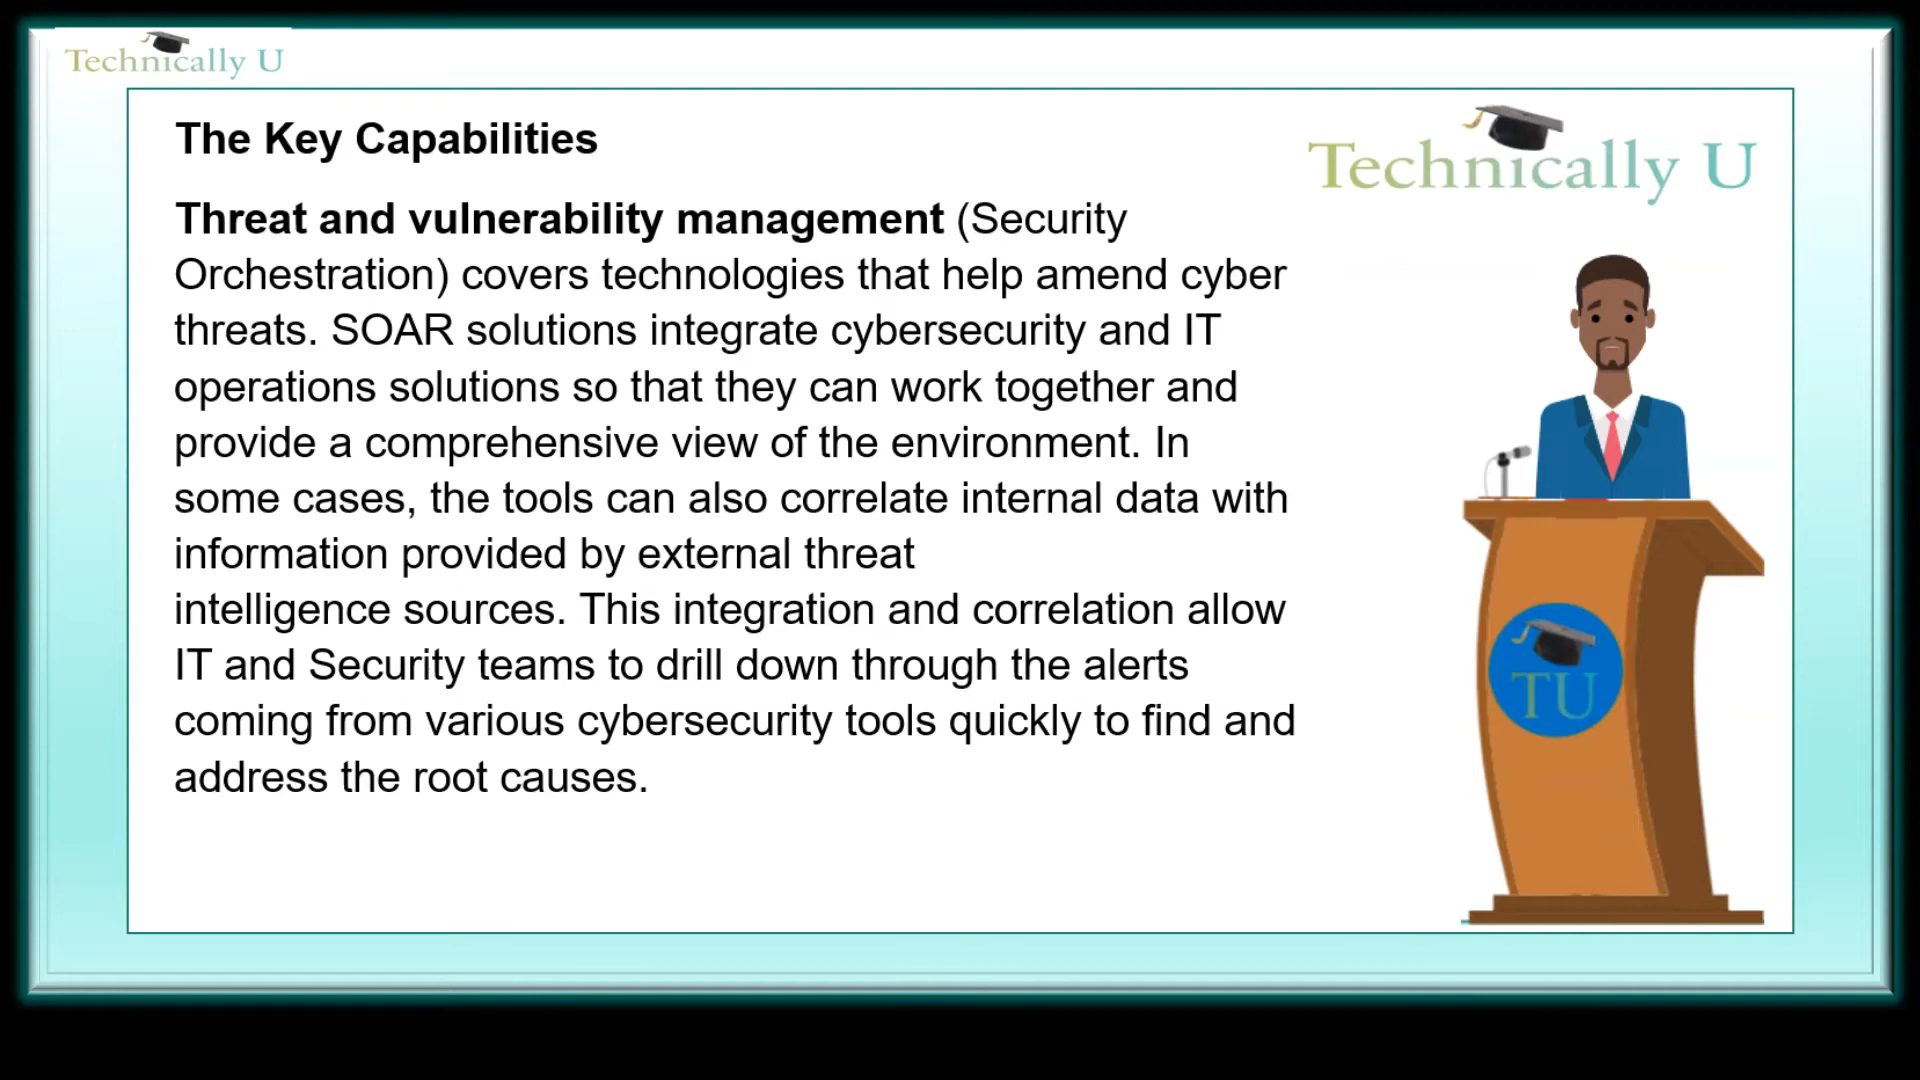 Technically U
The Key Capabilities
Technically U
Threat and vulnerability management (Security
Orchestration) covers technologies that help amend cyber
threats. SOAR solutions integrate cybersecurity and IT
operations solutions so that they can work together and
provide a comprehensive view of the environment. In
some cases, the tools can also correlate internal data with
information provided by external threat
intelligence sources. This integration and correlation allow
IT and Security teams to drill down through the alerts
coming from various cybersecurity tools quickly to find and
address the root causes.
TU